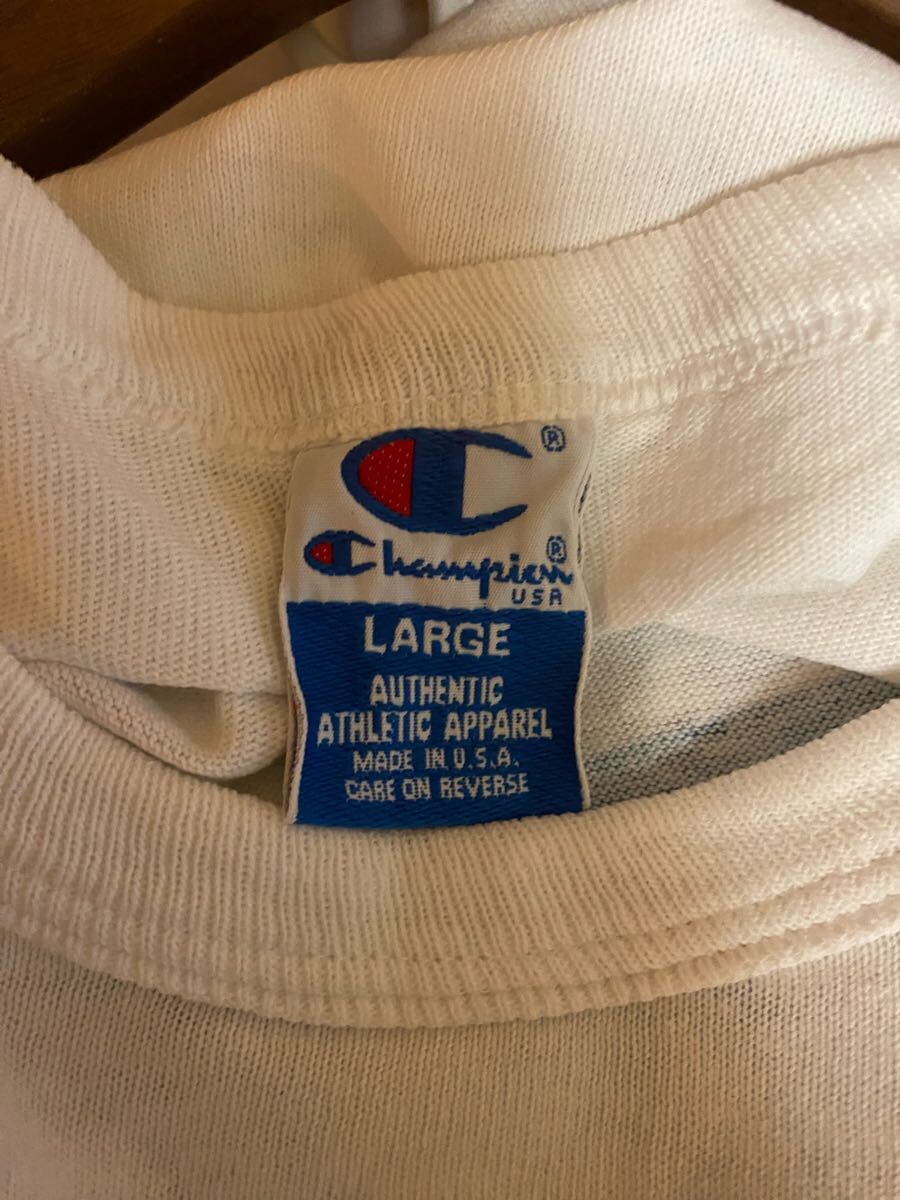 C®
Champion®
USA
LARGE
AUTHENTIC
ATHLETIC APPAREL
MADE IN U.S.A.
CARE ON REVERSE